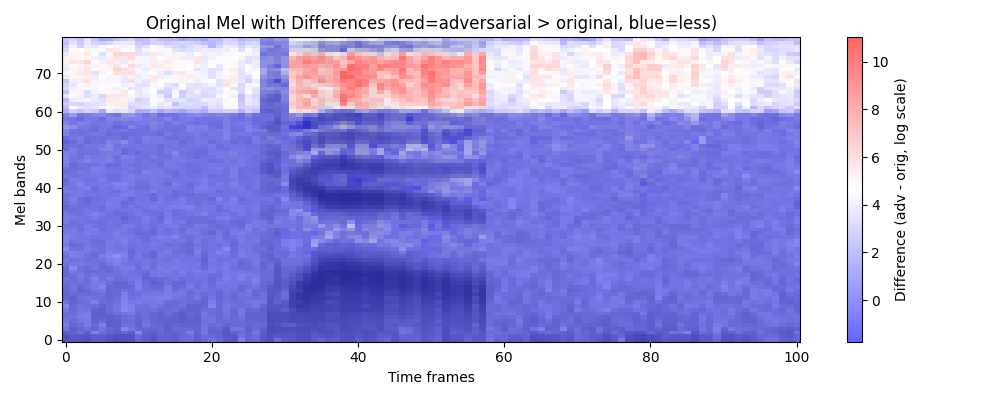 Original Mel with Differences (red=adversarial > original, blue=less)
Mel bands
70
60
50
40
30
20
10
0
0 20 40 60 80 100
Time frames
10
8
6
4
2
0
Difference (adv - orig, log scale)